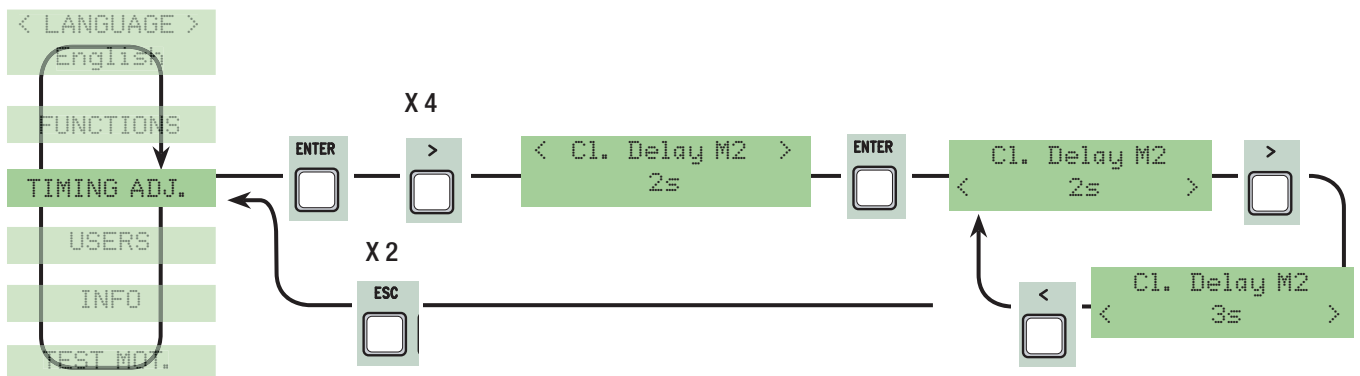 < LANGUAGE >
English
FUNCTIONS
TIMING ADJ.
USERS
INFO
TEST MOT.
ENTER
X 4
>
< Cl. Delay M2 >
2s
ENTER
Cl. Delay M2
< 2s >
>
X 2
ESC
<
Cl. Delay M2
< 3s >